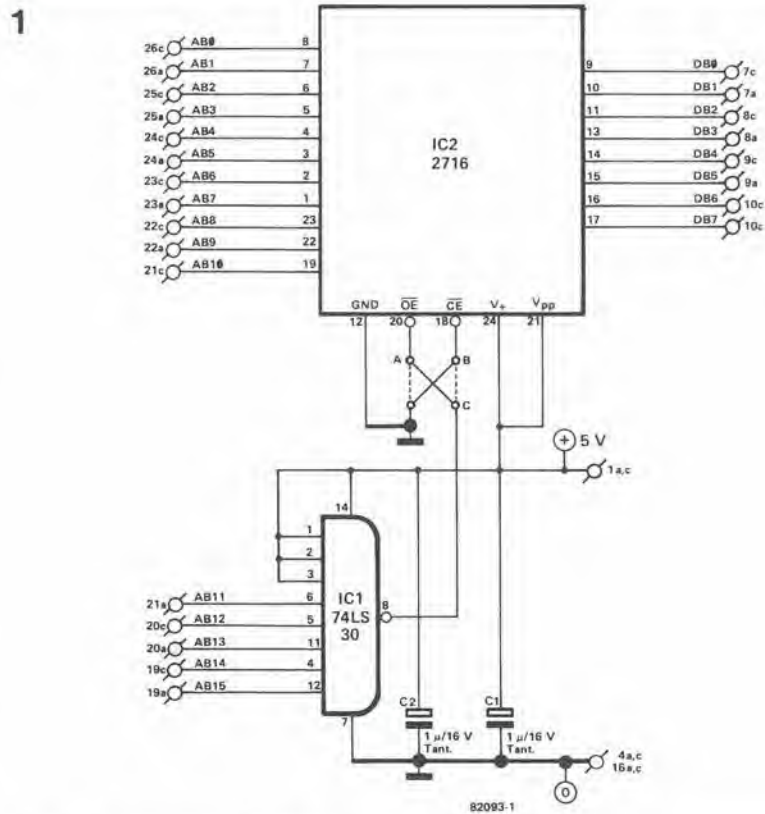 1
26c AB0 8
26a AB1 7
25c AB2 6
25a AB3 5
24c AB4 4
24a AB5 3
23c AB6 2
23a AB7 1
22c AB8 23
22a AB9 22
21c AB10 19
IC2
2716
9 DB0 7c
10 DB1 7a
11 DB2 8c
13 DB3 8a
14 DB4 9c
15 DB5 9a
16 DB6 10c
17 DB7 10c
GND OE CE V+ Vpp
12 20 18 24 21
A B
C
+ 5 V
1a,c
14
1
2
3
21a AB11 6
20c AB12 5
20a AB13 11
19c AB14 4
19a AB15 12
IC1
74LS
30
8
7
C2
1 µ/16 V
Tant.
C1
1 µ/16 V
Tant.
4a,c
16a,c
0
82093-1